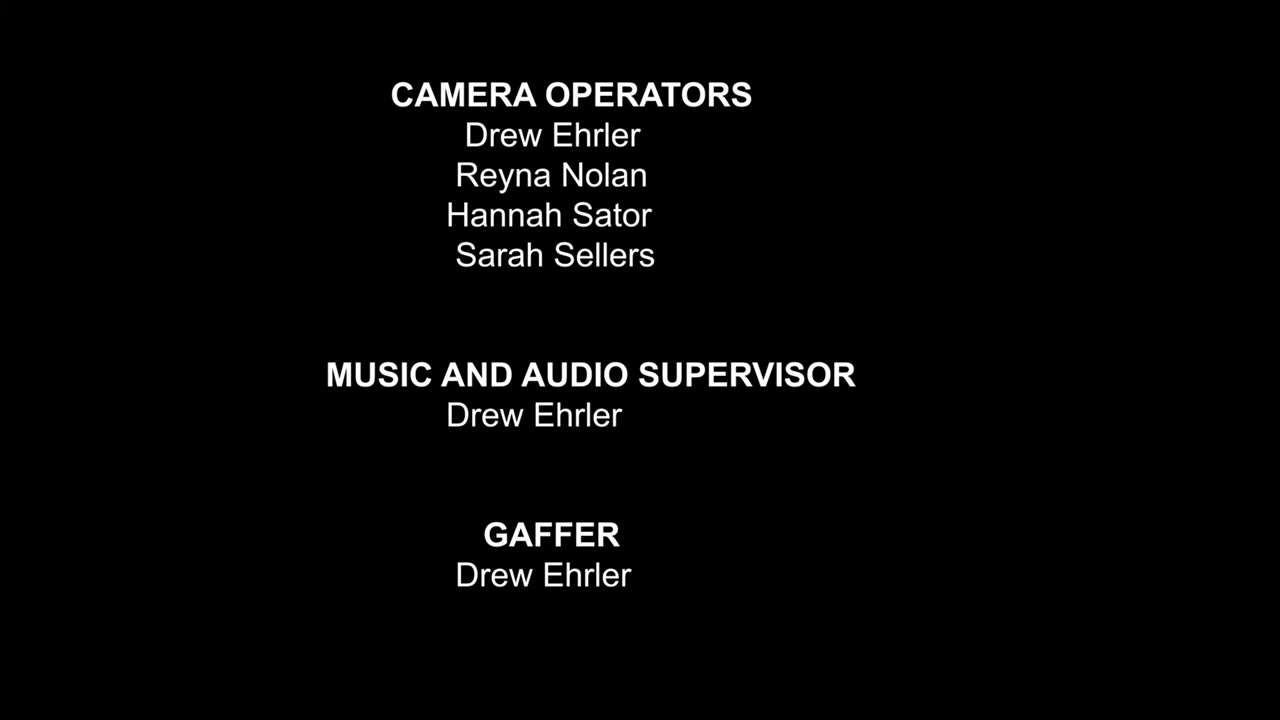 CAMERA OPERATORS
Drew Ehrler
Reyna Nolan
Hannah Sator
Sarah Sellers
MUSIC AND AUDIO SUPERVISOR
Drew Ehrler
GAFFER
Drew Ehrler